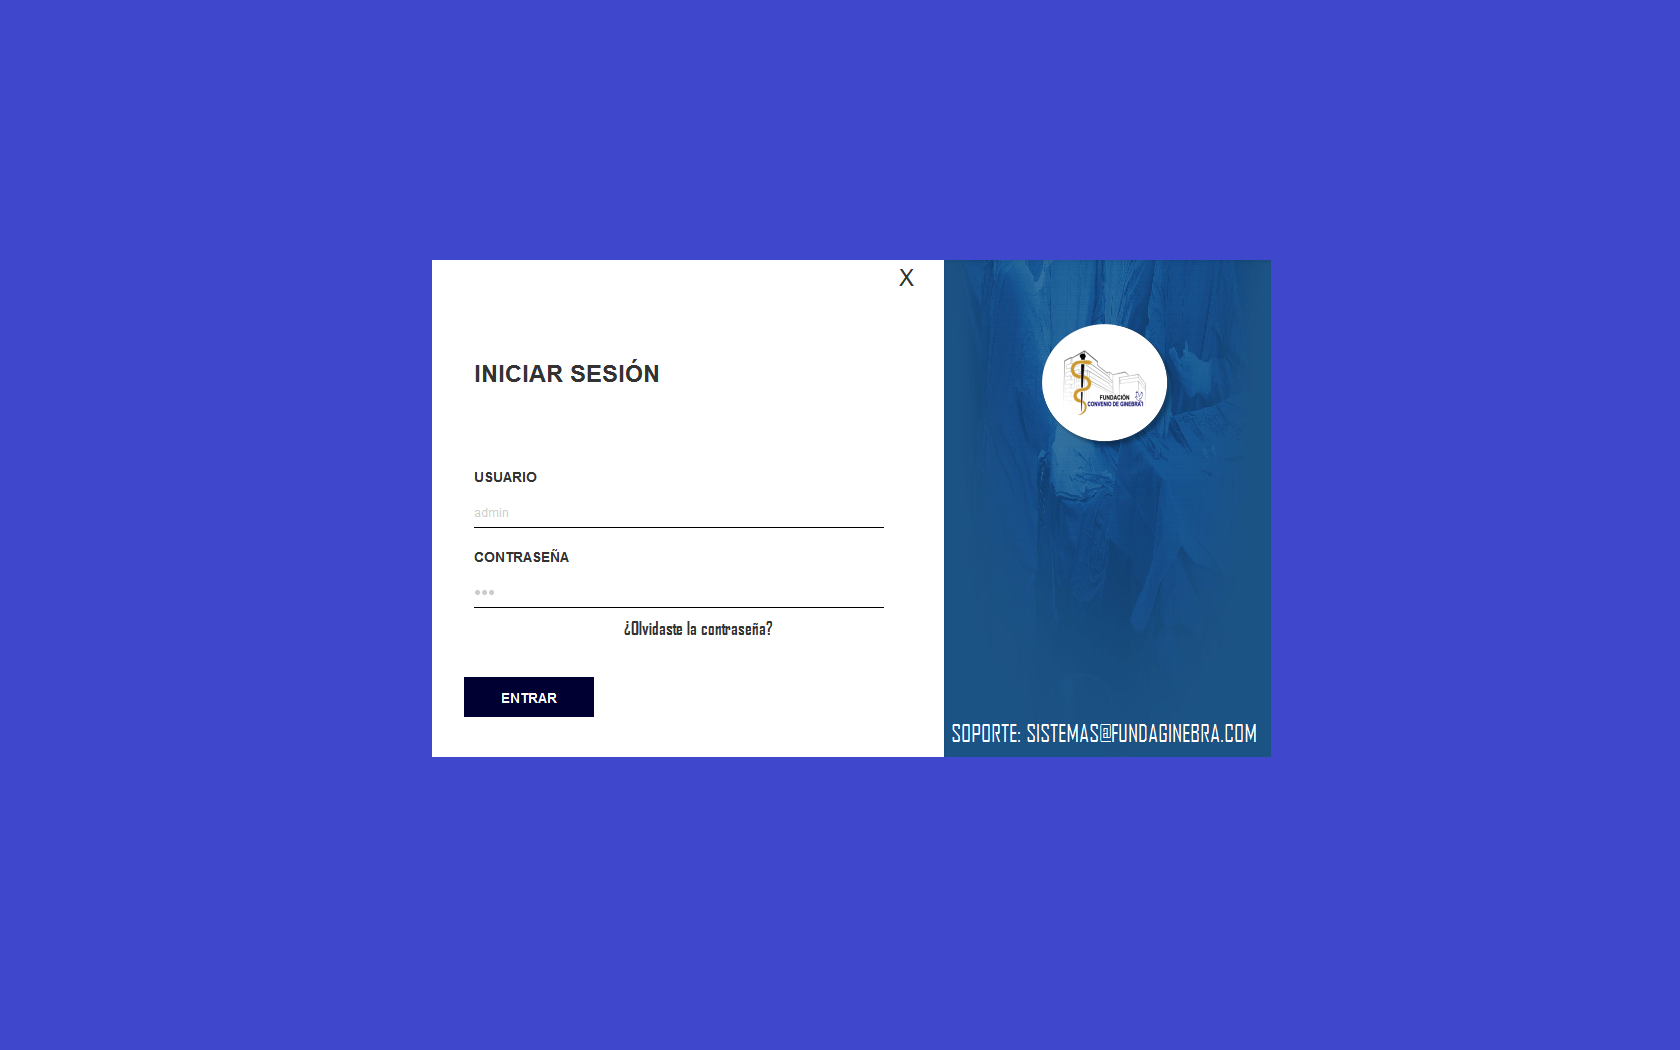 X
INICIAR SESIÓN
USUARIO
admin
CONTRASEÑA
•••
¿Olvidaste la contraseña?
ENTRAR
FUNDACIÓN
CONVENIO DE GINEBRA
SOPORTE: SISTEMAS@FUNDAGINEBRA.COM